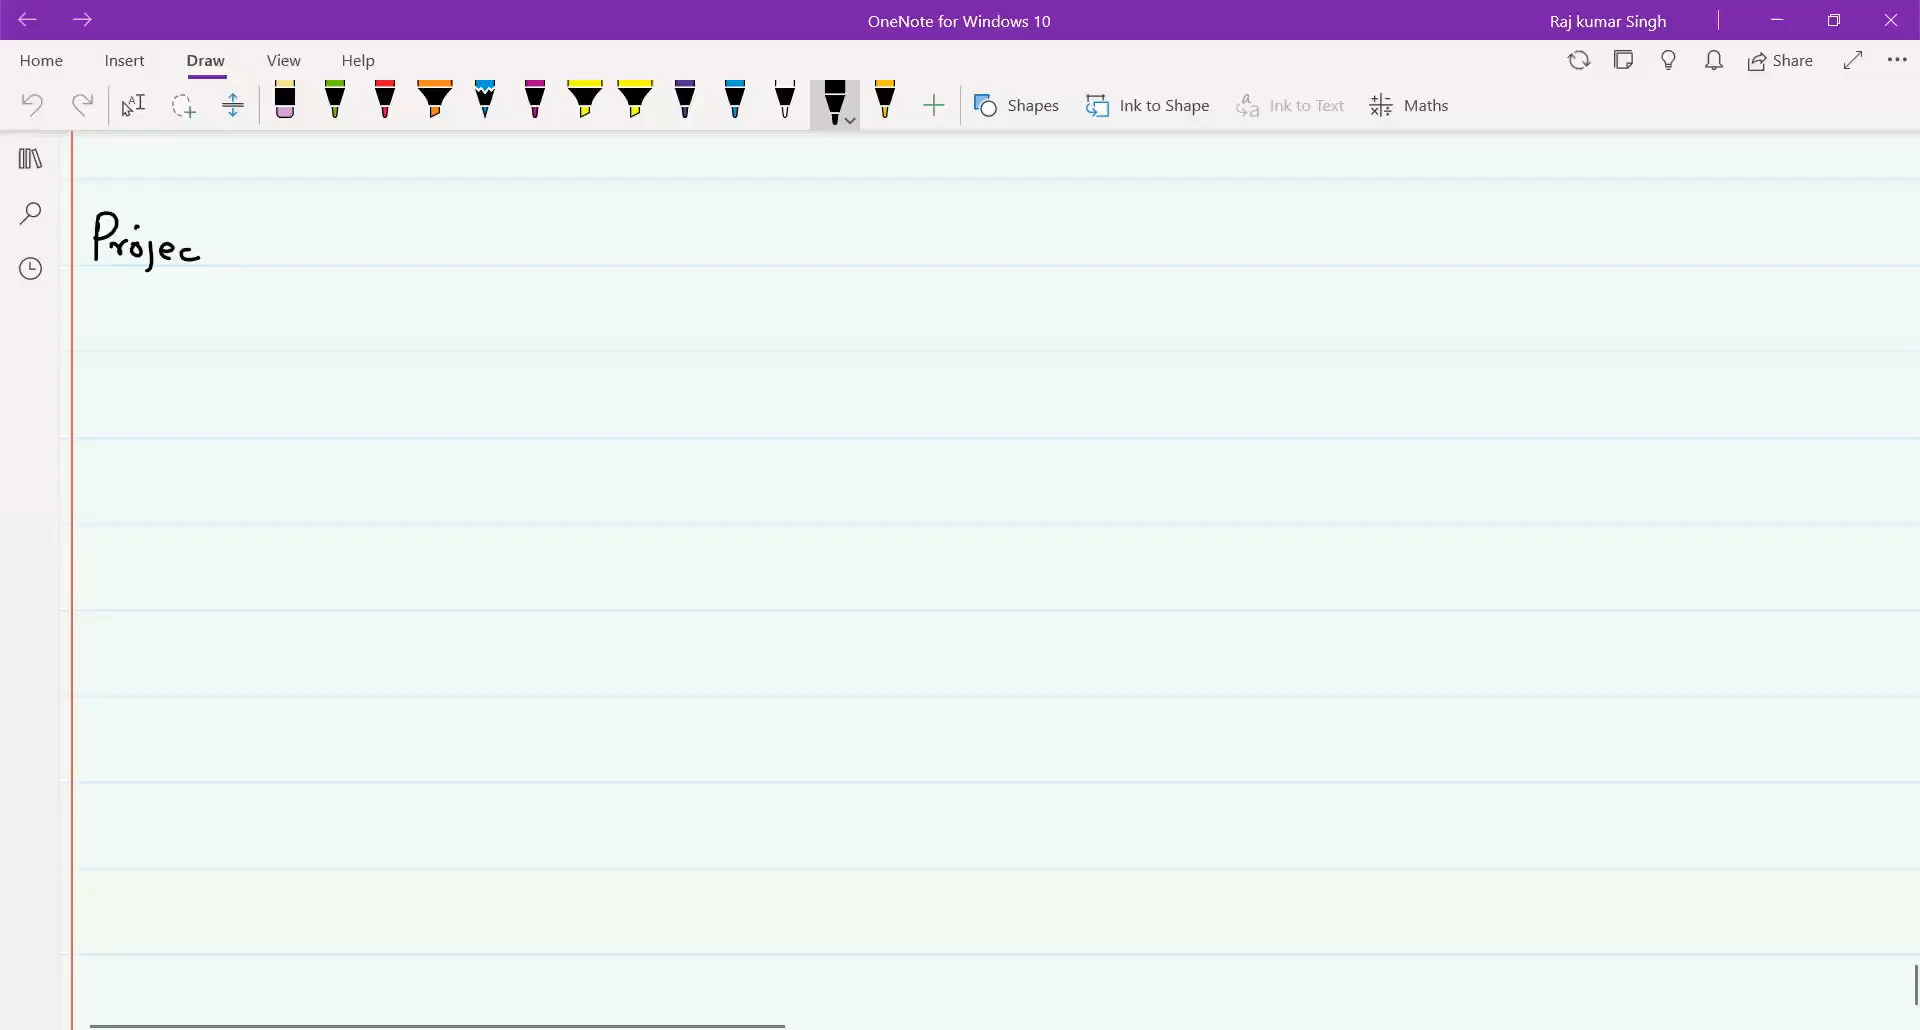 OneNote for Windows 10
Raj kumar Singh
Home
Insert
Draw
View
Help
Share
Shapes
Ink to Shape
Ink to Text
Maths
Projec